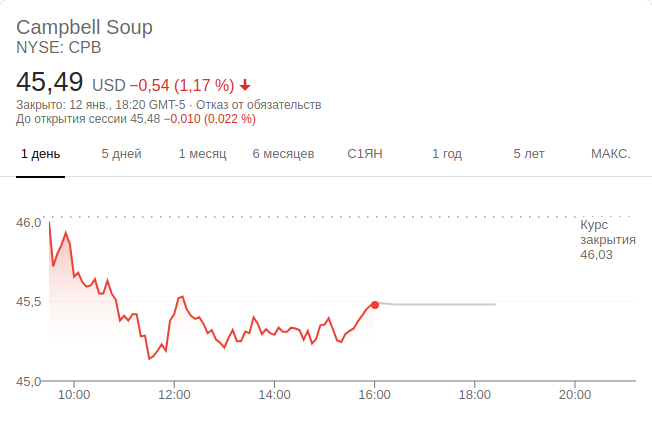 Campbell Soup
NYSE: CPB
45,49 USD −0,54 (1,17 %)
Закрыто: 12 янв., 18:20 GMT-5 · Отказ от обязательств
До открытия сессии 45,48 −0,010 (0,022 %)
1 день 5 дней 1 месяц 6 месяцев С1ЯН 1 год 5 лет МАКС.
46,0
Курс
закрытия
46,03
45,5
45,0
10:00 12:00 14:00 16:00 18:00 20:00